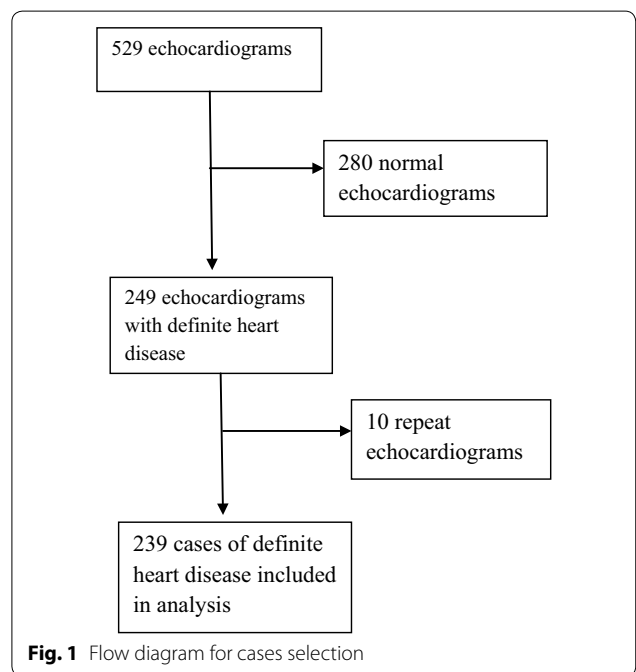 529 echocardiograms
280 normal
echocardiograms
249 echocardiograms
with definite heart
disease
10 repeat
echocardiograms
239 cases of definite
heart disease included
in analysis
Fig. 1 Flow diagram for cases selection